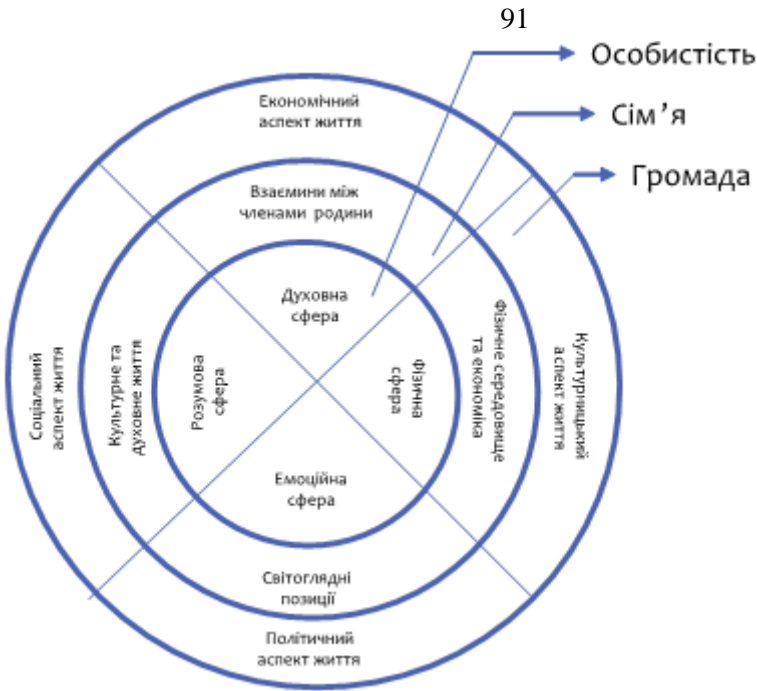 91
Особистість
Сім’я
Громада
Економічний
аспект життя
Взаємини між
членами родини
Духовна
сфера
Соціальний
аспект життя
Культурне та
духовне життя
Розумова
сфера
Фізична
сфера
Фізичне середовище
та економіка
Культурницький
аспект життя
Емоційна
сфера
Світоглядні
позиції
Політичний
аспект життя